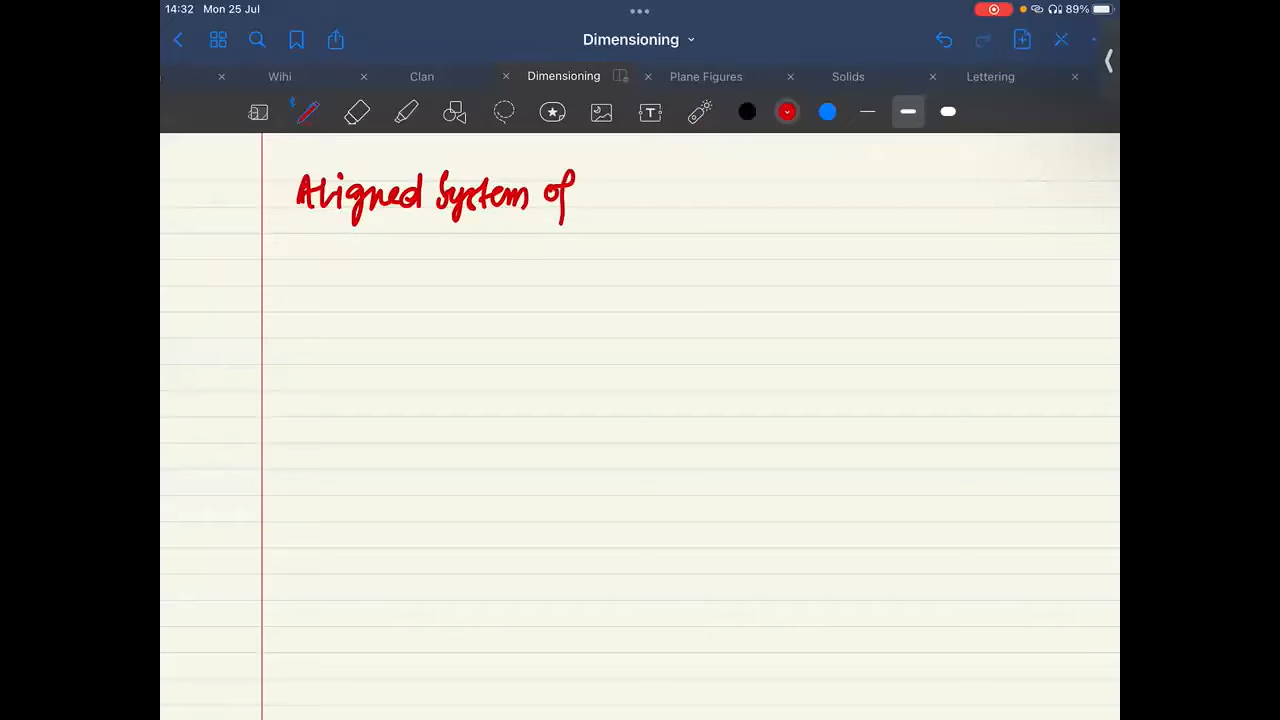 14:32 Mon 25 Jul 89%
Dimensioning
Wihi Clan Dimensioning Plane Figures Solids Lettering
T
Aligned System of